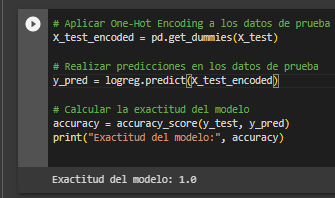 # Aplicar One-Hot Encoding a los datos de prueba
X_test_encoded = pd.get_dummies(X_test)
# Realizar predicciones en los datos de prueba
y_pred = logreg.predict(X_test_encoded)
# Calcular la exactitud del modelo
accuracy = accuracy_score(y_test, y_pred)
print("Exactitud del modelo:", accuracy)
Exactitud del modelo: 1.0